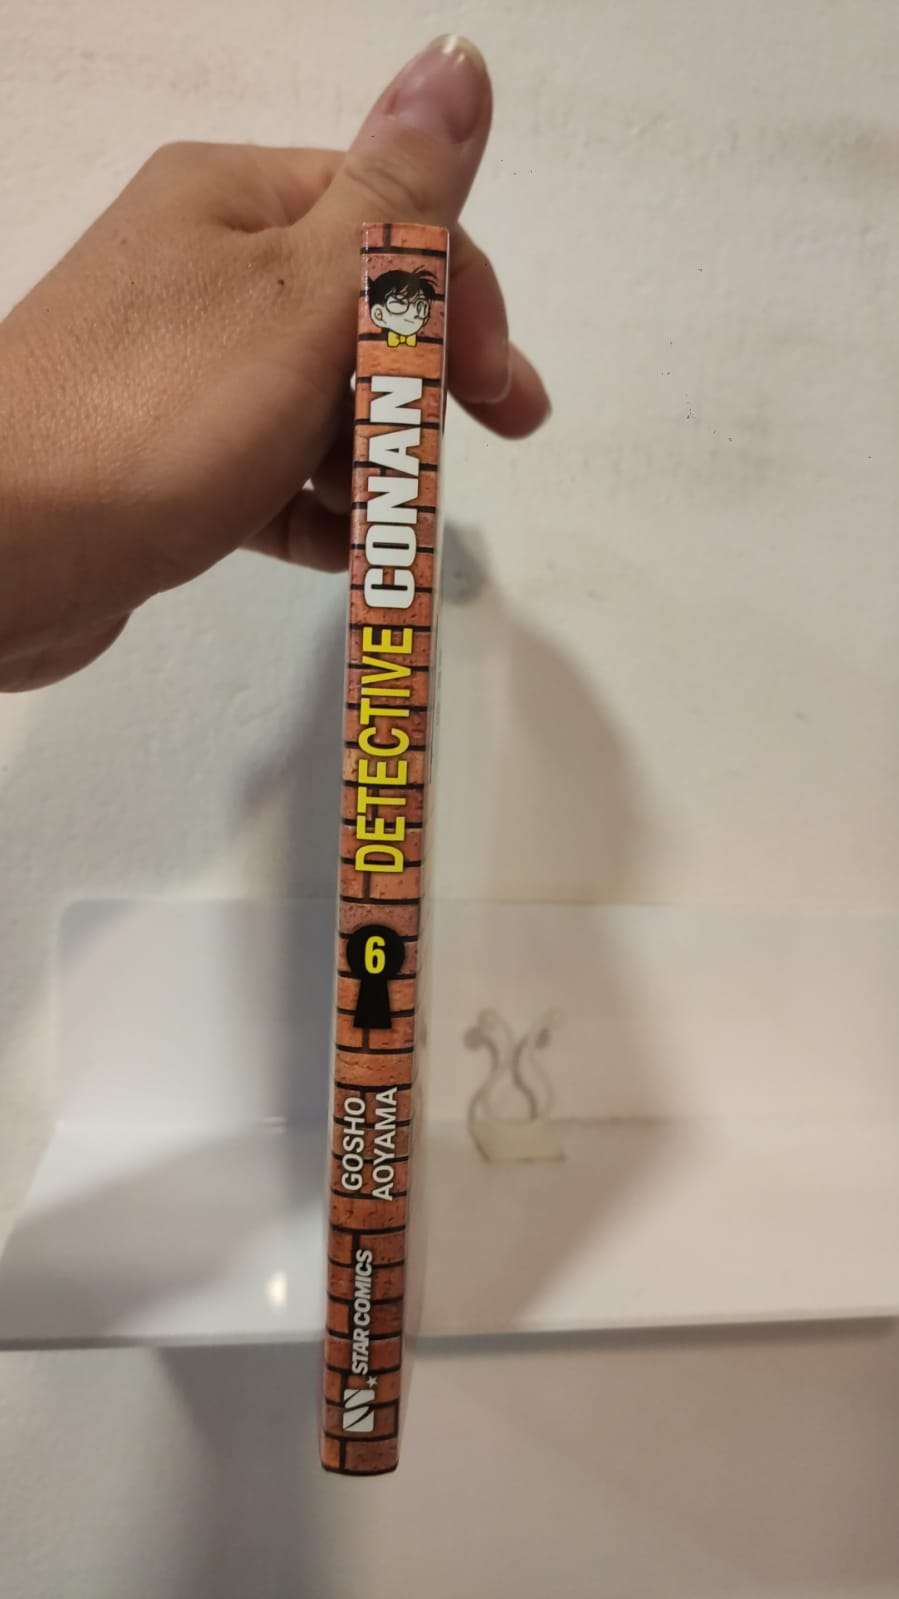 DETECTIVE CONAN
6
GOSHO
AOYAMA
STAR COMICS